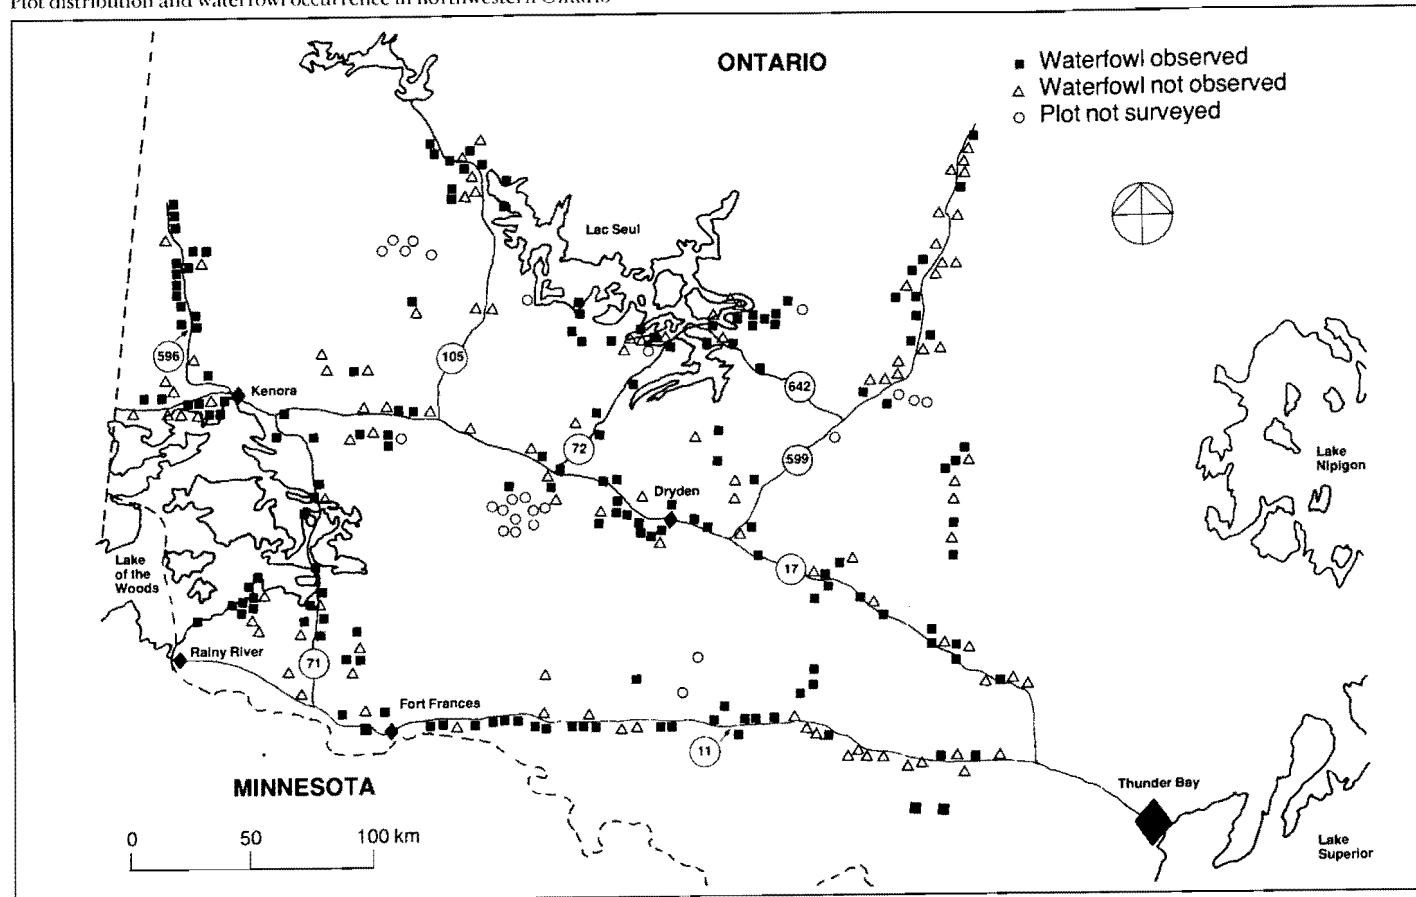 Plot distribution and waterfowl occurrence in northwestern Ontario
ONTARIO
Waterfowl observed
Waterfowl not observed
Plot not surveyed
Lac Seul
596
105
Kenora
642
72
599
Lake
Nipigon
Dryden
Lake
of the
Woods
17
Rainy River
71
Fort Frances
11
MINNESOTA
Thunder Bay
0 50 100 km
Lake
Superior